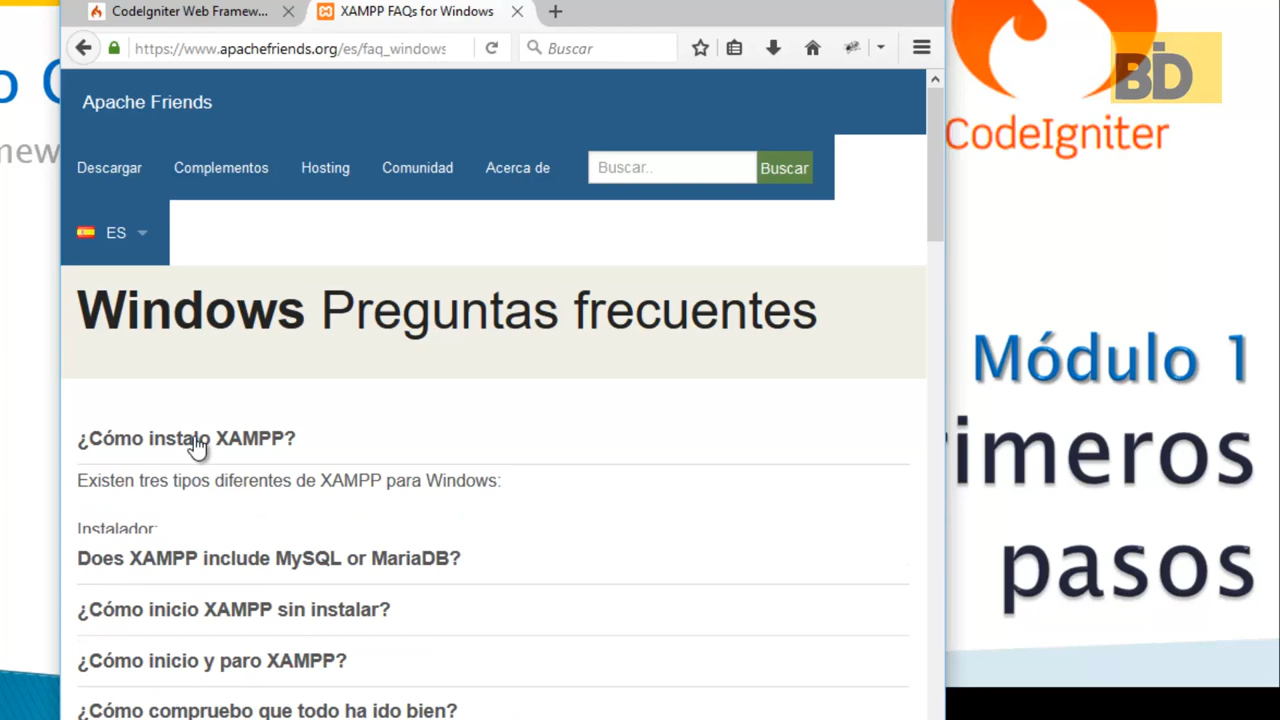 CodeIgniter Web Framew...
XAMPP FAQs for Windows
https://www.apachefriends.org/es/faq_windows
Buscar
Apache Friends
Descargar
Complementos
Hosting
Comunidad
Acerca de
Buscar..
Buscar
ES
Windows Preguntas frecuentes
¿Cómo instalo XAMPP?
Existen tres tipos diferentes de XAMPP para Windows:
Instalador:
Does XAMPP include MySQL or MariaDB?
¿Cómo inicio XAMPP sin instalar?
¿Cómo inicio y paro XAMPP?
¿Cómo compruebo que todo ha ido bien?
BID
CodeIgniter
Módulo 1
rimeros
pasos